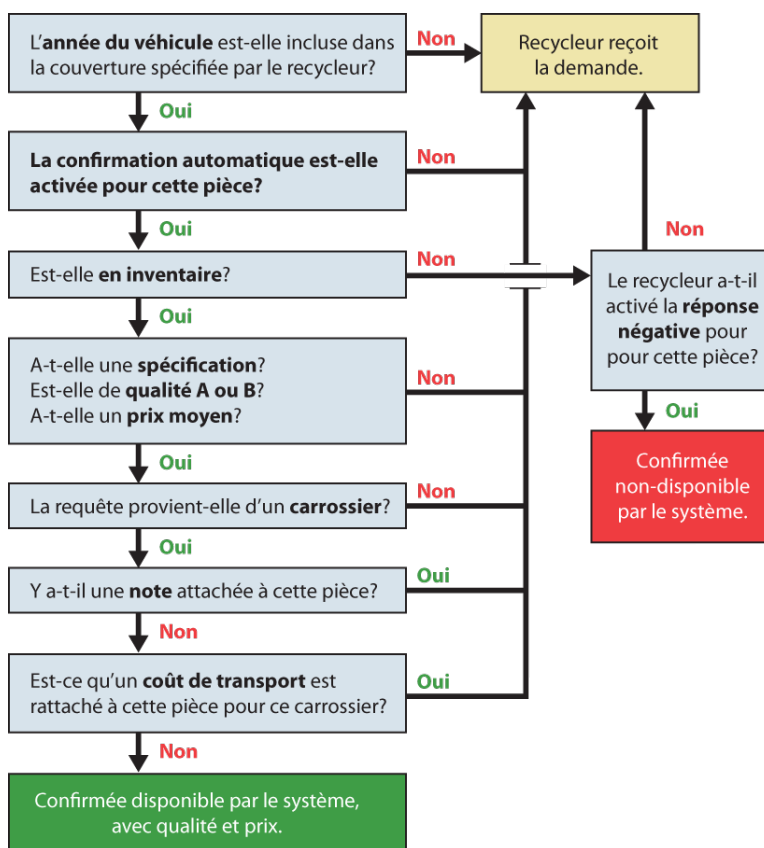 L'année du véhicule est-elle incluse dans
la couverture spécifiée par le recycleur?
Non
Recycleur reçoit
la demande.
Oui
La confirmation automatique est-elle
activée pour cette pièce?
Non
Oui
Est-elle en inventaire?
Non
Non
Le recycleur a-t-il
activé la réponse
négative pour
pour cette pièce?
Oui
A-t-elle une spécification?
Est-elle de qualité A ou B?
A-t-elle un prix moyen?
Non
Oui
Confirmée
non-disponible
par le système.
Oui
La requête provient-elle d'un carrossier?
Non
Oui
Y a-t-il une note attachée à cette pièce?
Oui
Non
Est-ce qu'un coût de transport est
rattaché à cette pièce pour ce carrossier?
Oui
Non
Confirmée disponible par le système,
avec qualité et prix.